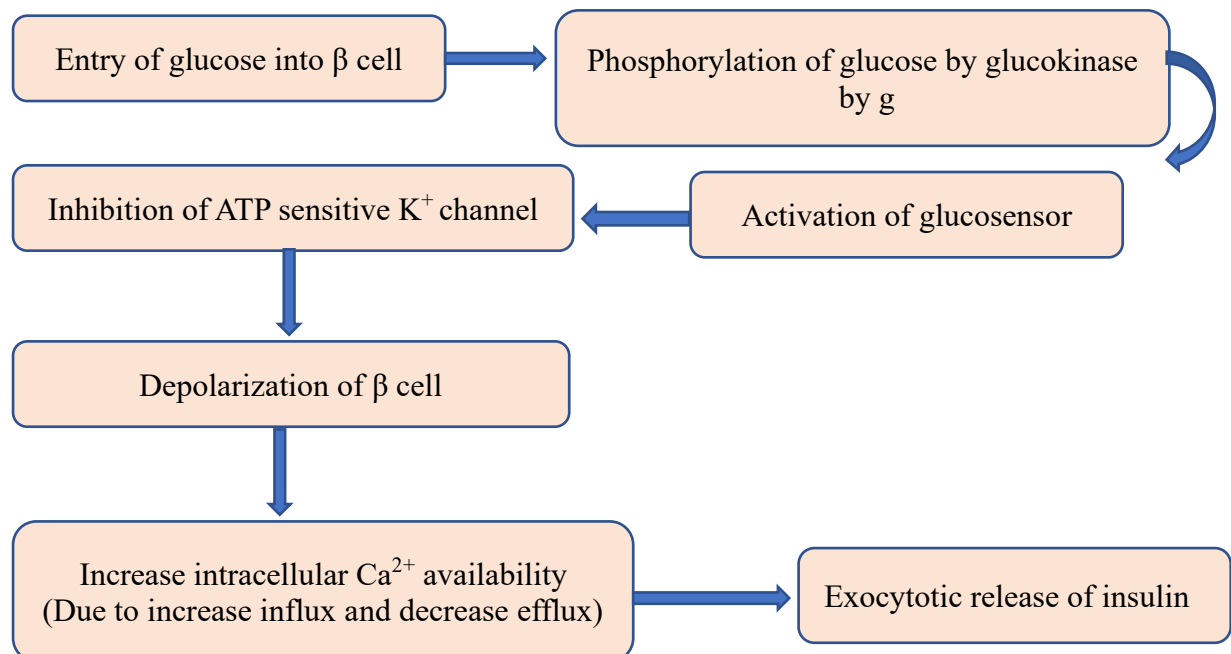 Entry of glucose into β cell
Phosphorylation of glucose by glucokinase
by g
Activation of glucosensor
Inhibition of ATP sensitive K⁺ channel
Depolarization of β cell
Increase intracellular Ca²⁺ availability
(Due to increase influx and decrease efflux)
Exocytotic release of insulin